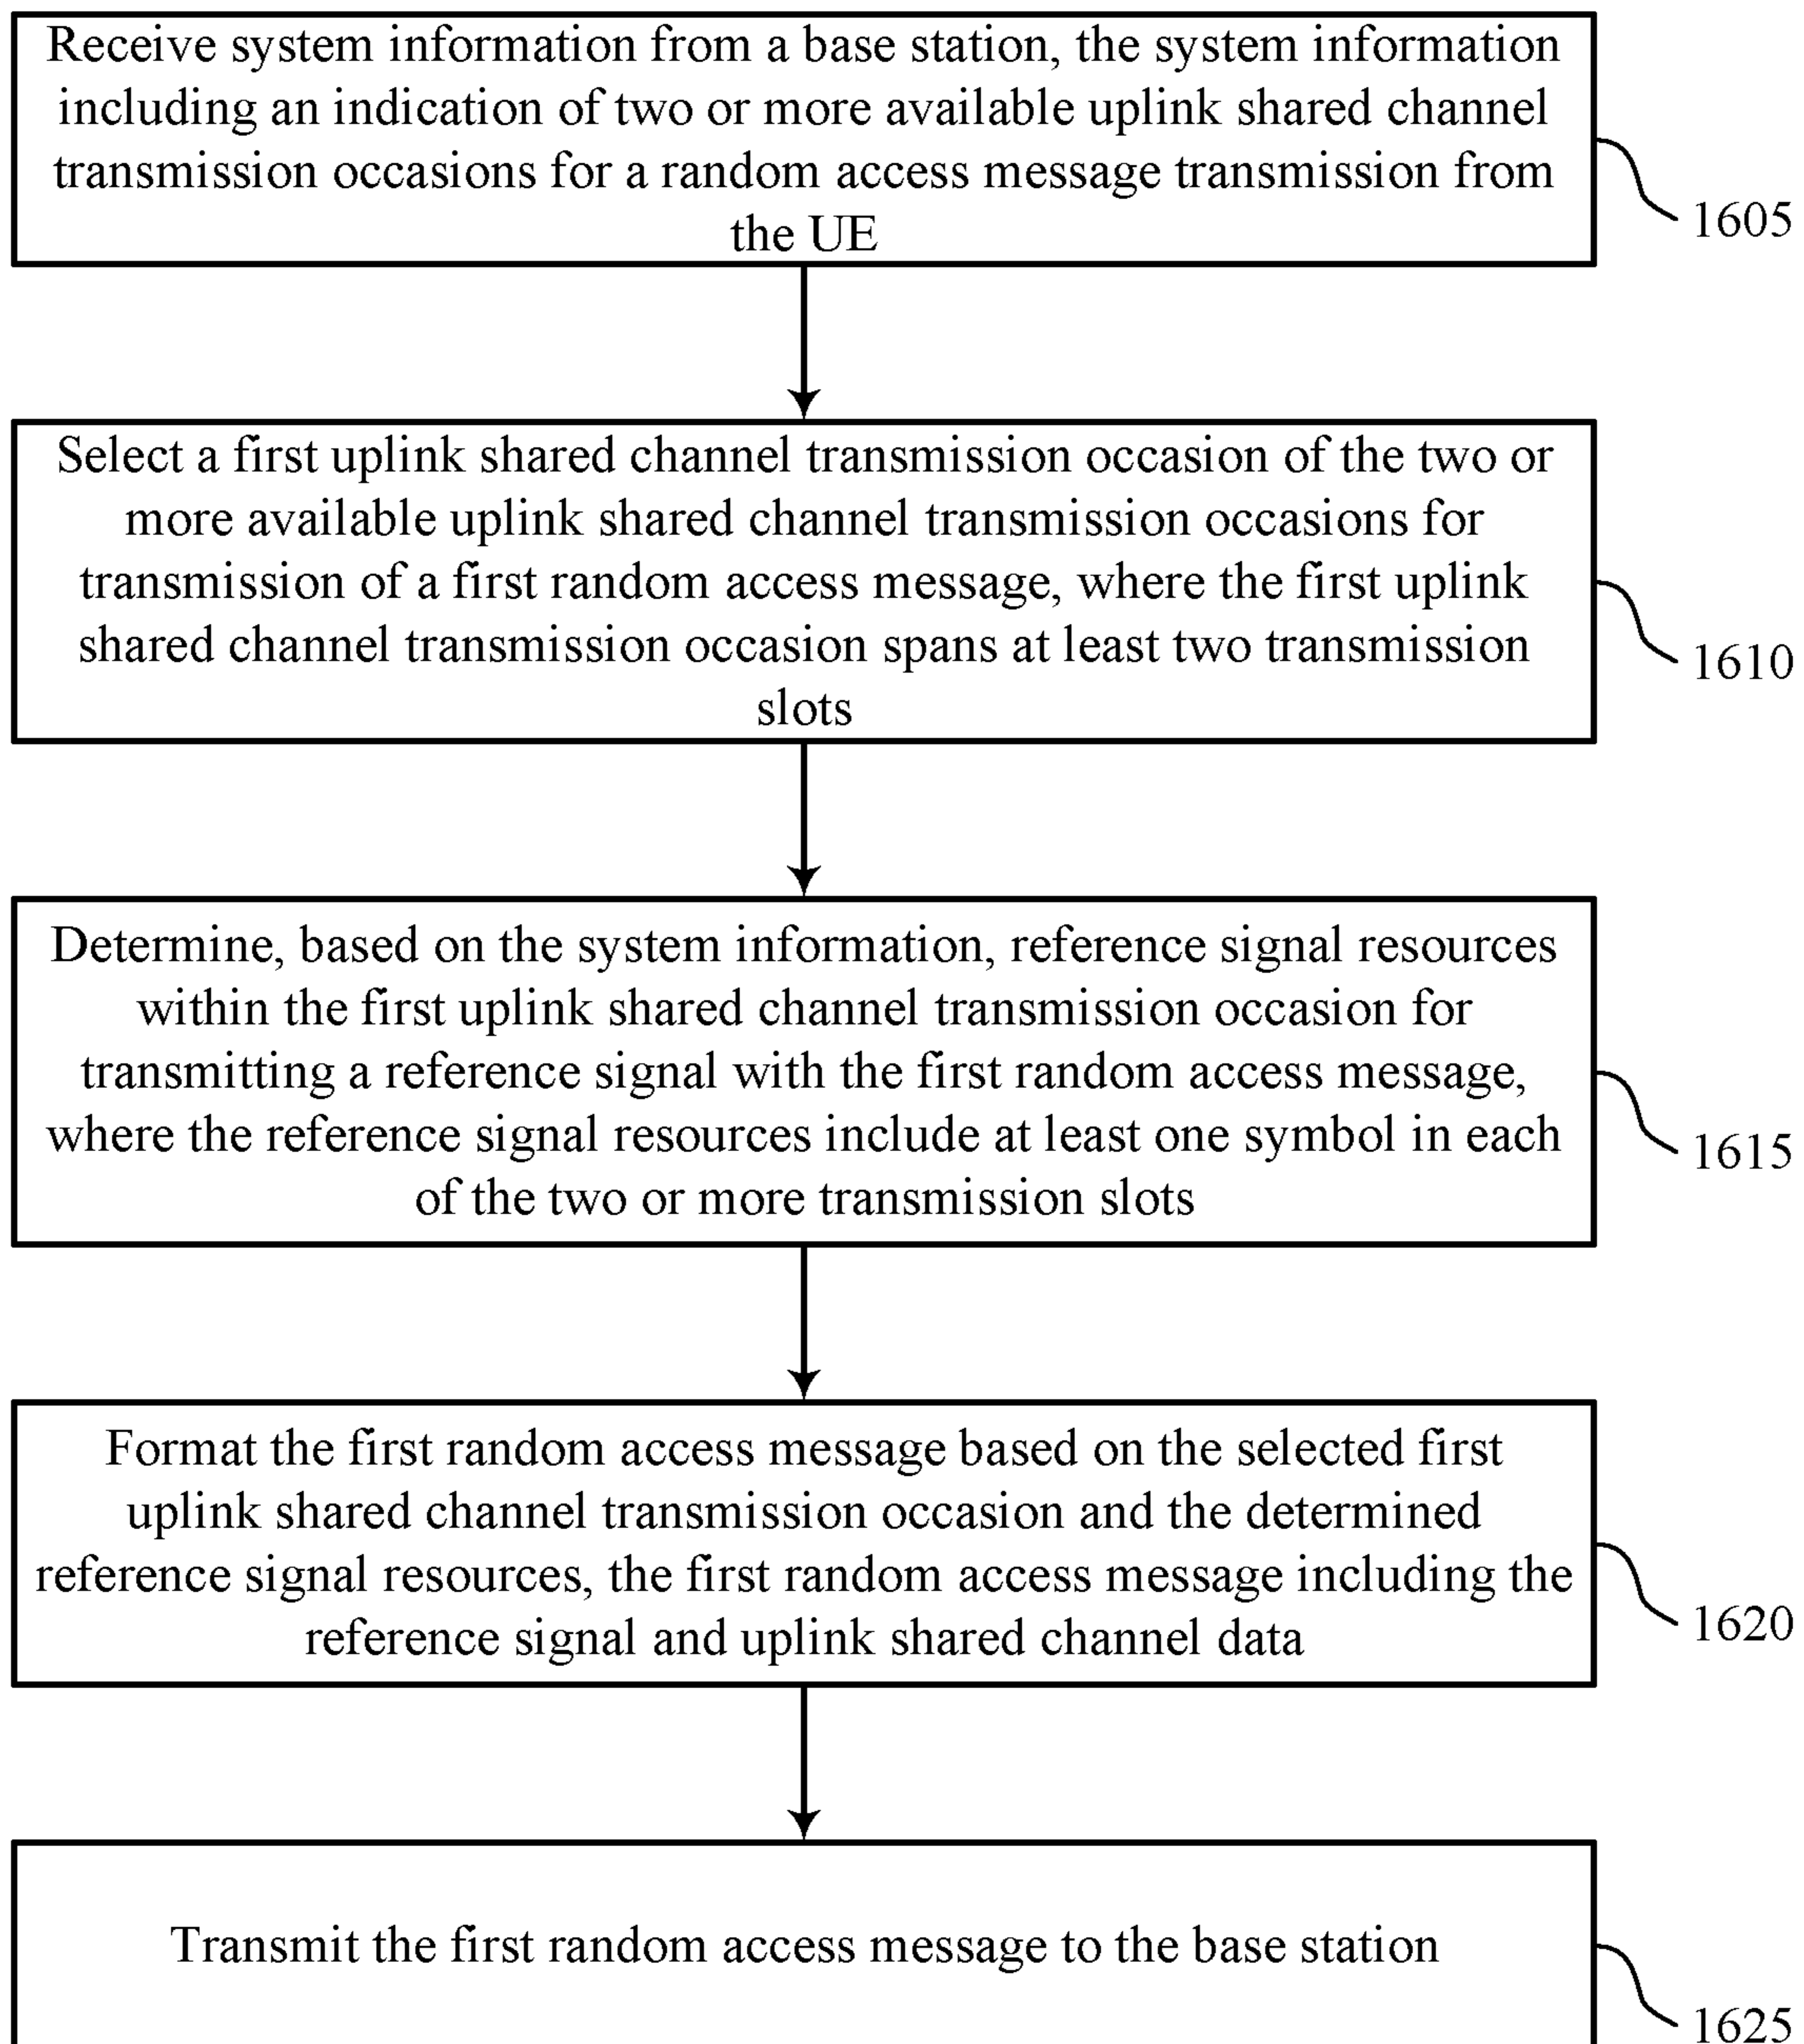 Receive system information from a base station, the system information
including an indication of two or more available uplink shared channel
transmission occasions for a random access message transmission from
the UE
1605
Select a first uplink shared channel transmission occasion of the two or
more available uplink shared channel transmission occasions for
transmission of a first random access message, where the first uplink
shared channel transmission occasion spans at least two transmission
slots
1610
Determine, based on the system information, reference signal resources
within the first uplink shared channel transmission occasion for
transmitting a reference signal with the first random access message,
where the reference signal resources include at least one symbol in each
of the two or more transmission slots
1615
Format the first random access message based on the selected first
uplink shared channel transmission occasion and the determined
reference signal resources, the first random access message including the
reference signal and uplink shared channel data
1620
Transmit the first random access message to the base station
1625